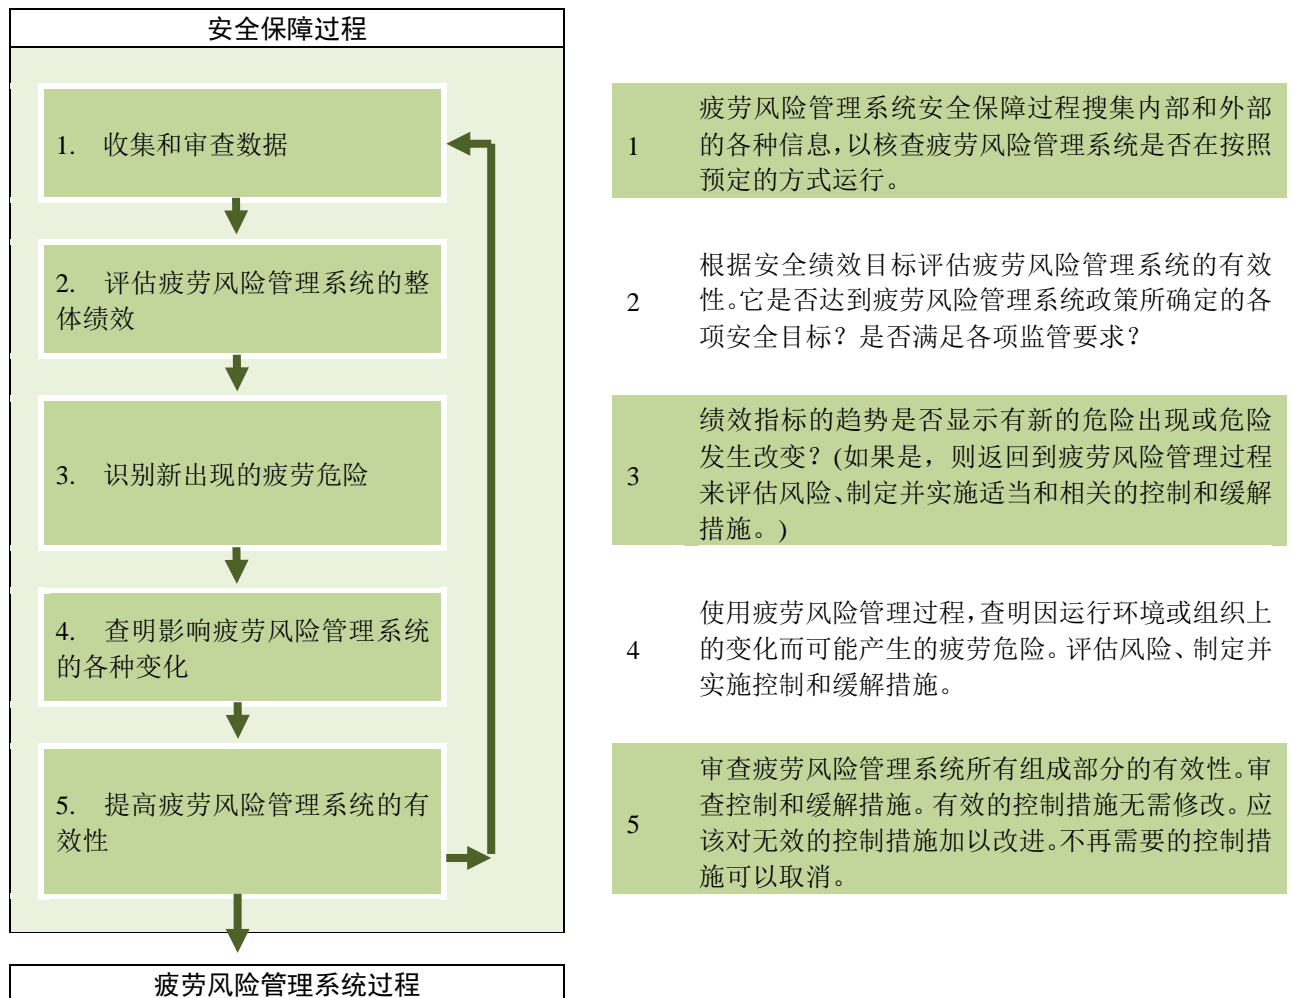 安全保障过程
1. 收集和审查数据
2. 评估疲劳风险管理系统的整
体绩效
3. 识别新出现的疲劳危险
4. 查明影响疲劳风险管理系统
的各种变化
5. 提高疲劳风险管理系统的有
效性
疲劳风险管理系统过程
1
疲劳风险管理系统安全保障过程搜集内部和外部
的各种信息,以核查疲劳风险管理系统是否在按照
预定的方式运行。
2
根据安全绩效目标评估疲劳风险管理系统的有效
性。它是否达到疲劳风险管理系统政策所确定的各
项安全目标？是否满足各项监管要求？
3
绩效指标的趋势是否显示有新的危险出现或危险
发生改变？(如果是，则返回到疲劳风险管理过程
来评估风险、制定并实施适当和相关的控制和缓解
措施。)
4
使用疲劳风险管理过程,查明因运行环境或组织上
的变化而可能产生的疲劳危险。评估风险、制定并
实施控制和缓解措施。
5
审查疲劳风险管理系统所有组成部分的有效性。审
查控制和缓解措施。有效的控制措施无需修改。应
该对无效的控制措施加以改进。不再需要的控制措
施可以取消。